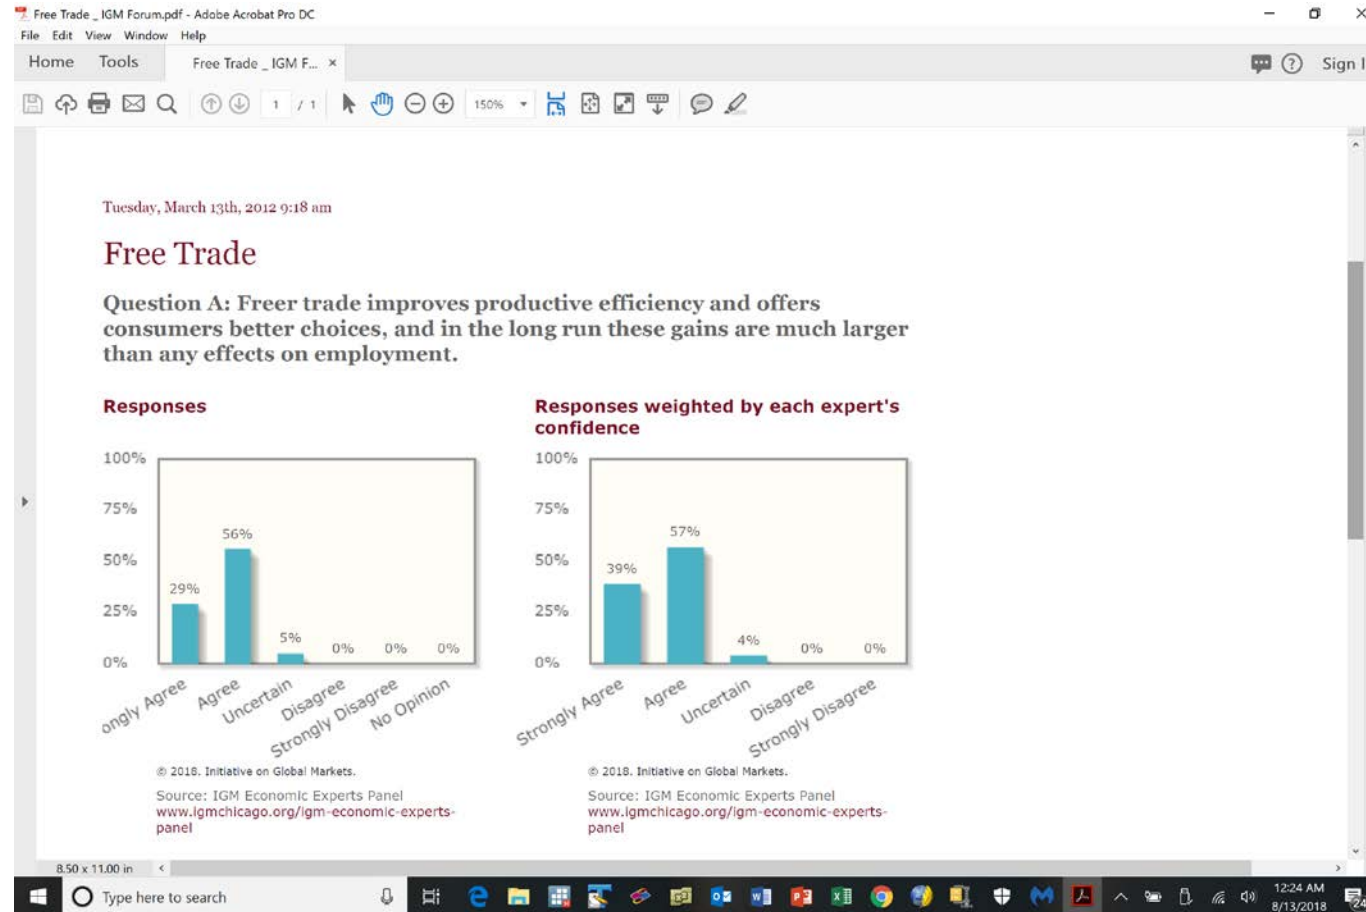 Free Trade _ IGM Forum.pdf - Adobe Acrobat Pro DC
File Edit View Window Help
Home Tools Free Trade _ IGM F... × Sign I
1 / 1 150%
Tuesday, March 13th, 2012 9:18 am
Free Trade
Question A: Freer trade improves productive efficiency and offers
consumers better choices, and in the long run these gains are much larger
than any effects on employment.
Responses
100%
75%
50%
25%
0%
29%
56%
5%
0%
0%
0%
ongly Agree
Agree
Uncertain
Disagree
Strongly Disagree
No Opinion
© 2018. Initiative on Global Markets.
Source: IGM Economic Experts Panel
www.igmchicago.org/igm-economic-experts-
panel
Responses weighted by each expert's
confidence
100%
75%
50%
25%
0%
39%
57%
4%
0%
0%
Strongly Agree
Agree
Uncertain
Disagree
Strongly Disagree
© 2018. Initiative on Global Markets.
Source: IGM Economic Experts Panel
www.igmchicago.org/igm-economic-experts-
panel
8.50 x 11.00 in
Type here to search
12:24 AM
8/13/2018